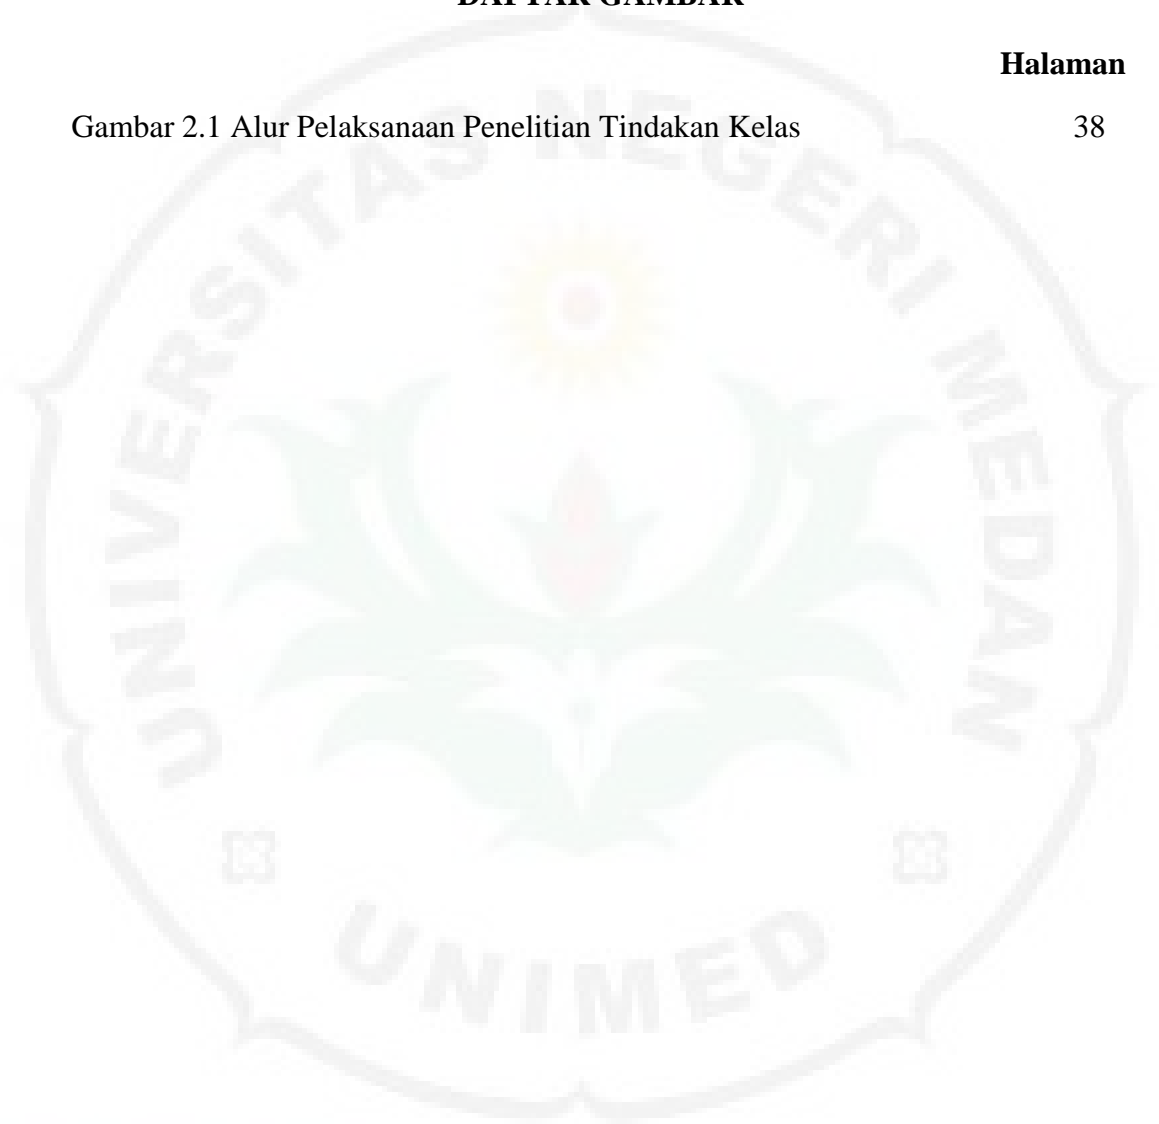 DAFTAR GAMBAR
Halaman
Gambar 2.1 Alur Pelaksanaan Penelitian Tindakan Kelas 38
UNIVERSITAS NEGERI MEDAN
UNIMED